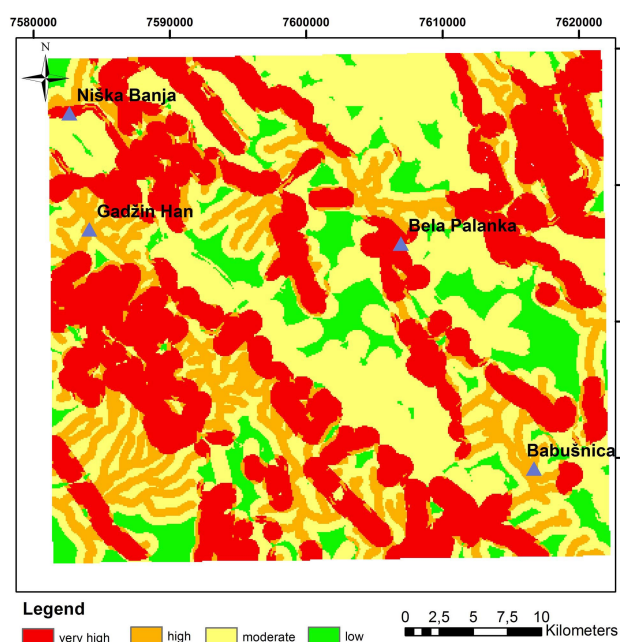 7580000 7590000 7600000 7610000 7620000
N
Niška Banja
Gadžin Han
Bela Palanka
Babušnica
Legend
very high high moderate low
0 2,5 5 7,5 10
Kilometers